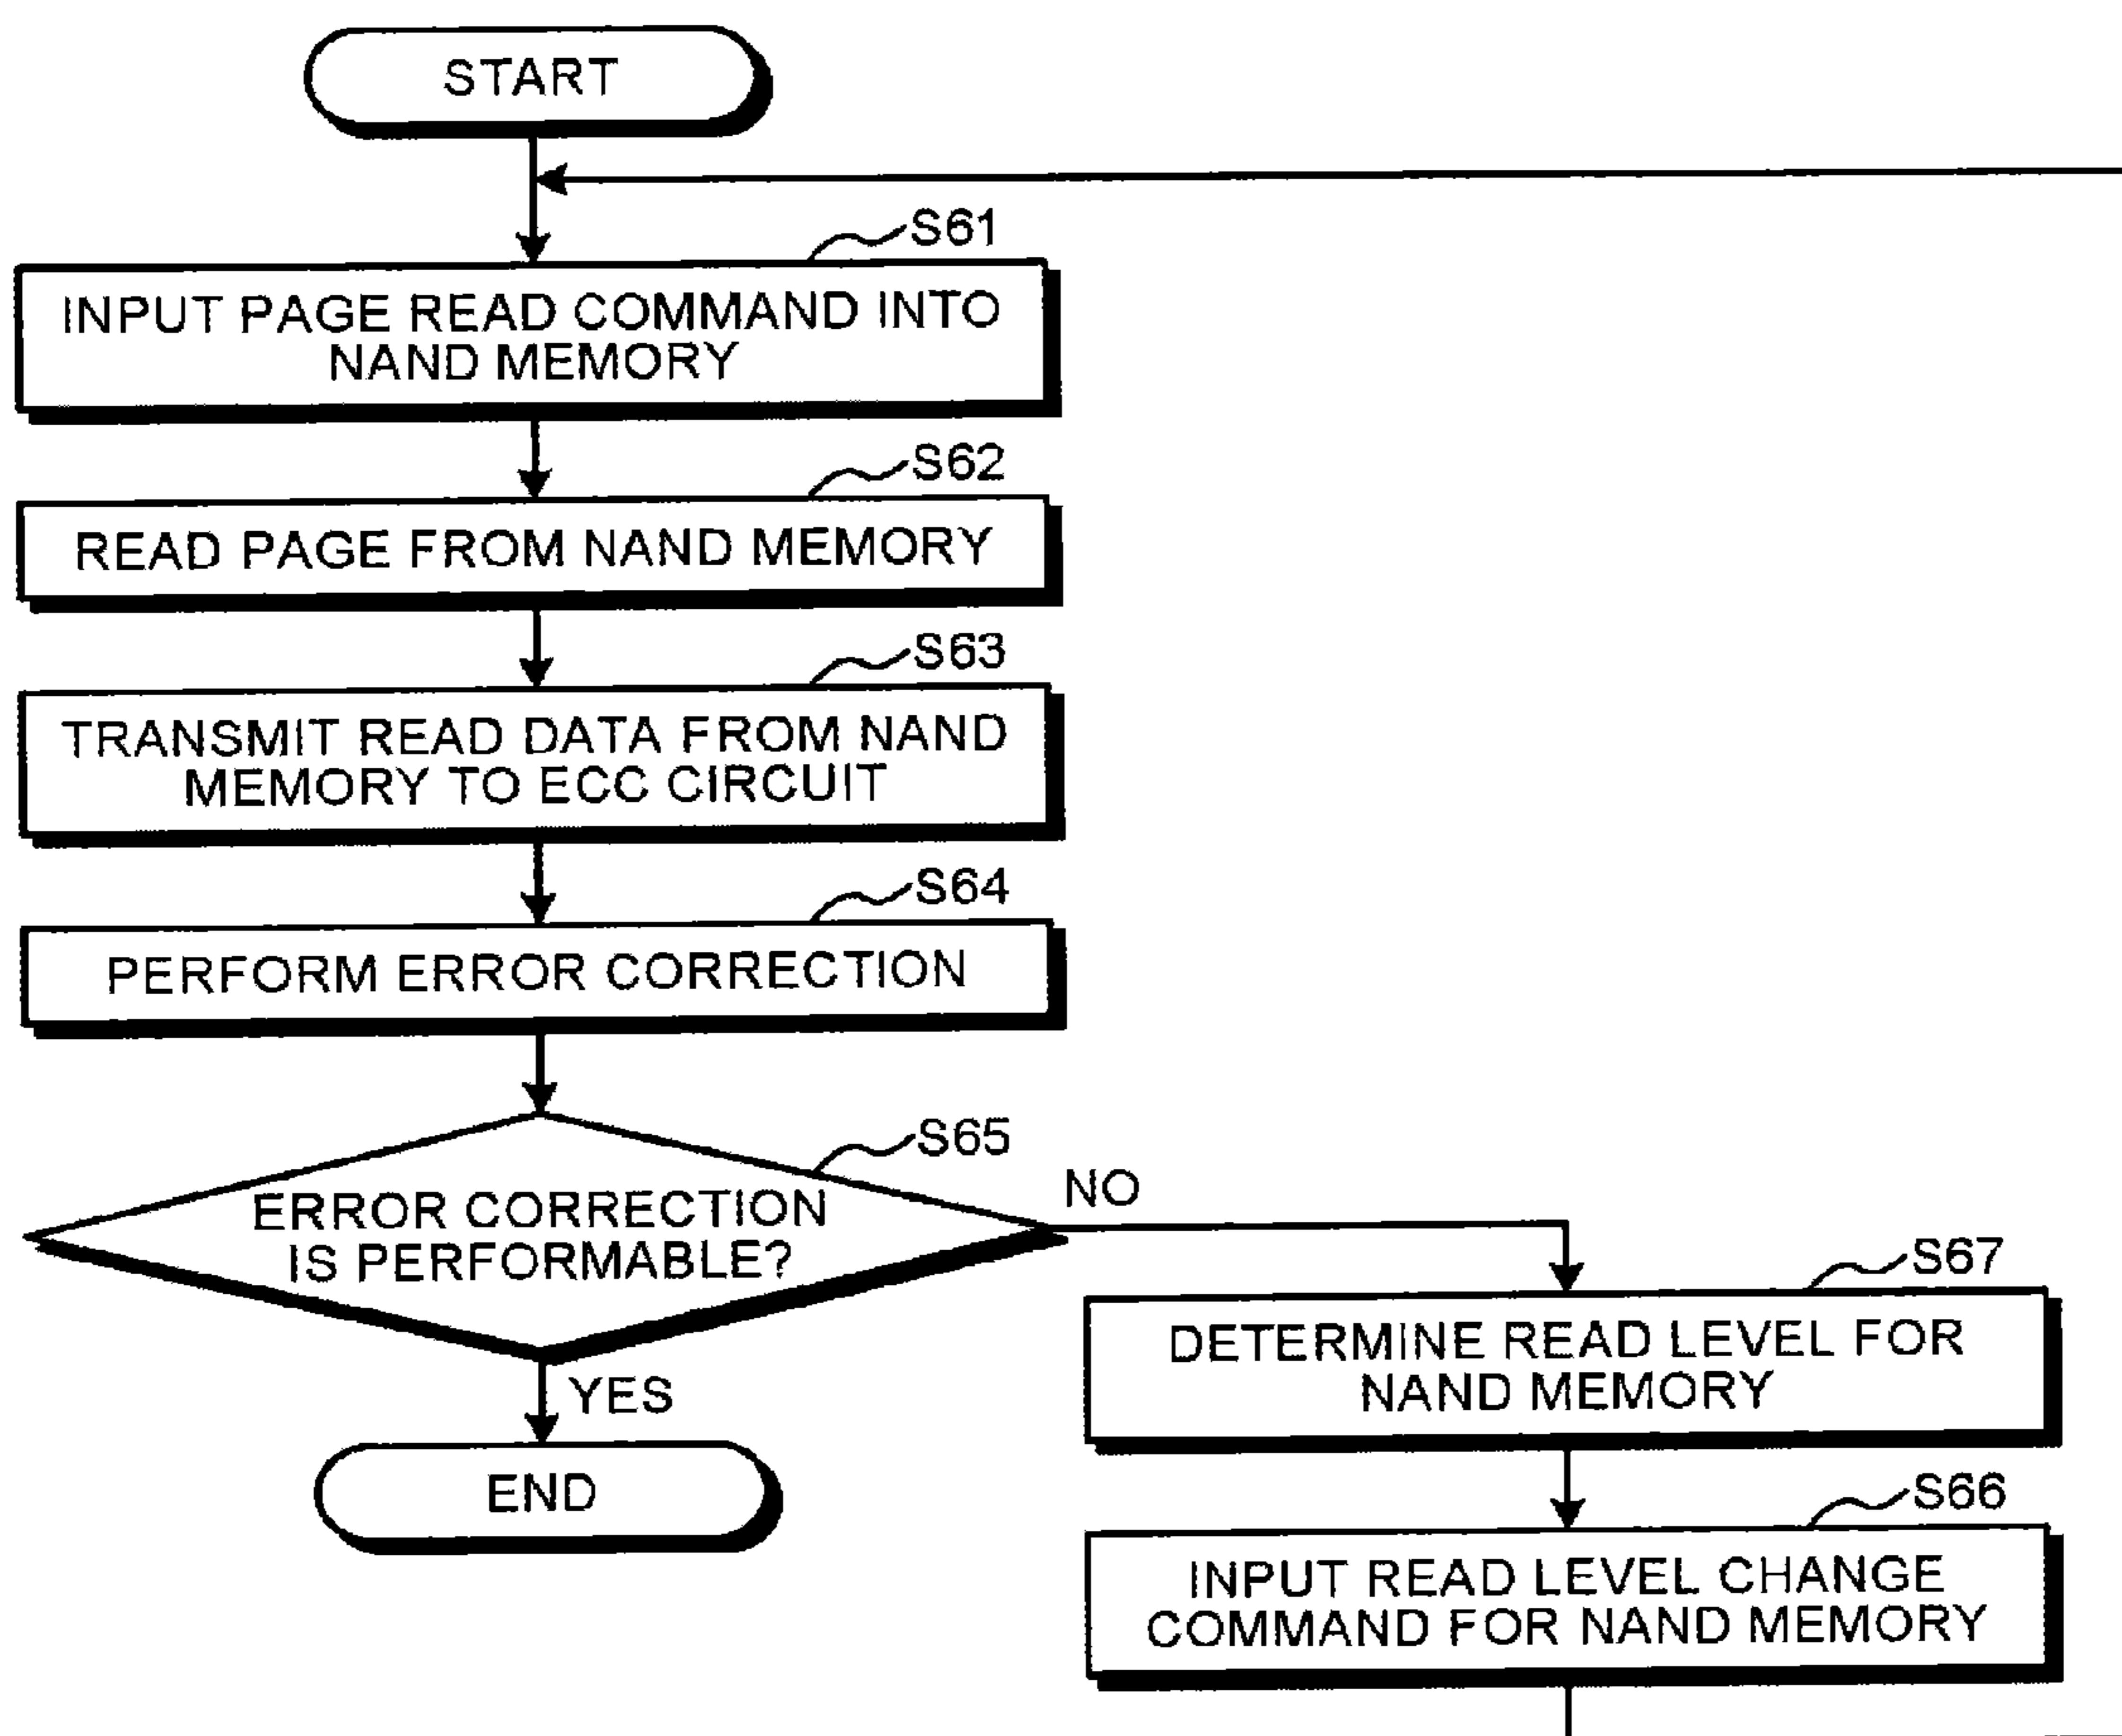 START
S61
INPUT PAGE READ COMMAND INTO
NAND MEMORY
S62
READ PAGE FROM NAND MEMORY
S63
TRANSMIT READ DATA FROM NAND
MEMORY TO ECC CIRCUIT
S64
PERFORM ERROR CORRECTION
S65
ERROR CORRECTION
IS PERFORMABLE?
NO
YES
END
S67
DETERMINE READ LEVEL FOR
NAND MEMORY
S66
INPUT READ LEVEL CHANGE
COMMAND FOR NAND MEMORY